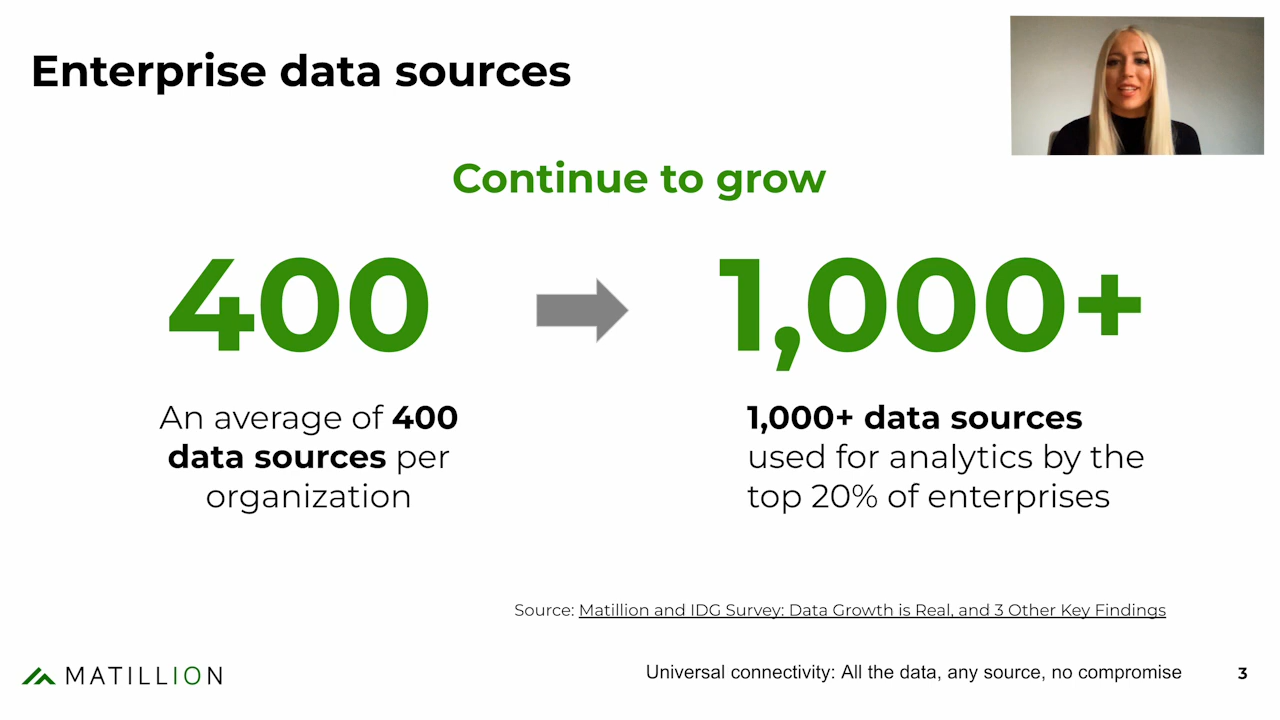 Enterprise data sources
Continue to grow
400
1,000+
An average of 400
data sources per
organization
1,000+ data sources
used for analytics by the
top 20% of enterprises
Source: Matillion and IDG Survey: Data Growth is Real, and 3 Other Key Findings
MATILLION
Universal connectivity: All the data, any source, no compromise
3